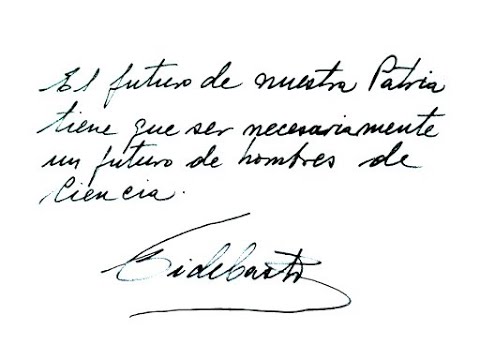 El futuro de nuestra Patria
tiene que ser necesariamente
un futuro de hombres de
Ciencia.
Fidel Castro